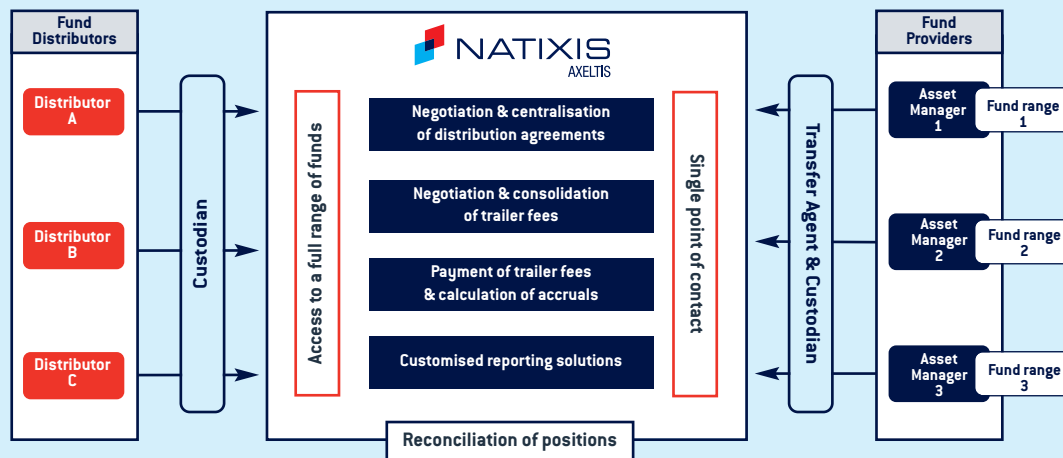 Fund
Distributors
Distributor
A
Distributor
B
Distributor
C
Custodian
NATIXIS
AXELTIS
Access to a full range of funds
Negotiation & centralisation
of distribution agreements
Negotiation & consolidation
of trailer fees
Payment of trailer fees
& calculation of accruals
Customised reporting solutions
Single point of contact
Reconciliation of positions
Transfer Agent & Custodian
Fund
Providers
Asset
Manager
1
Fund range
1
Asset
Manager
2
Fund range
2
Asset
Manager
3
Fund range
3